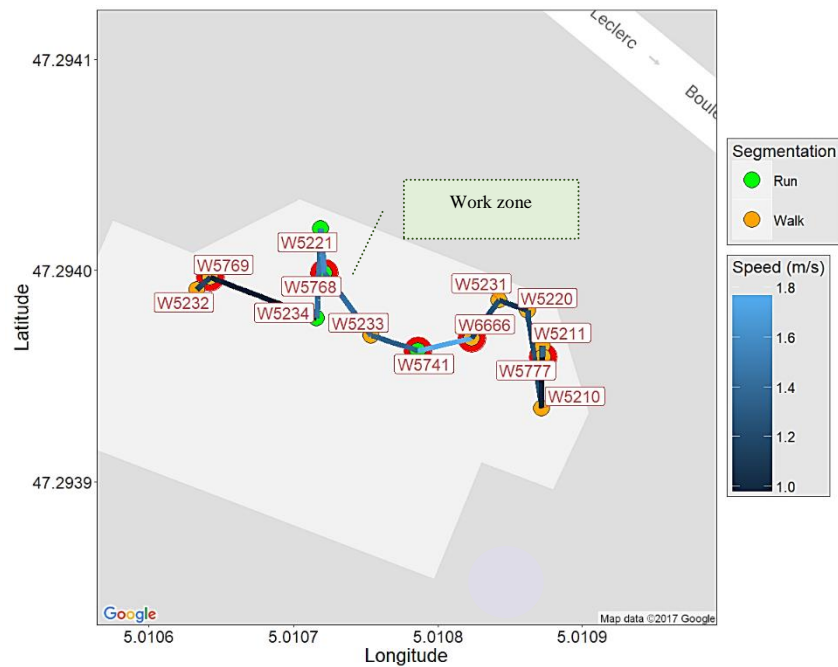 Leclerc →
Boule
47.2941
47.2940
47.2939
Latitude
Work zone
W5221
W5769
W5768
W5232
W5234
W5233
W5741
W5231
W5220
W6666
W5211
W5777
W5210
Google
Map data ©2017 Google
5.0106
5.0107
5.0108
5.0109
Longitude
Segmentation
Run
Walk
Speed (m/s)
1.8
1.6
1.4
1.2
1.0